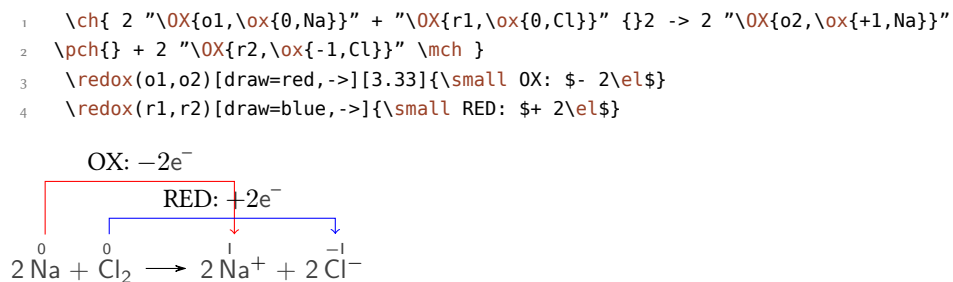 1 \ch{ 2 "\OX{o1,\ox{0,Na}}" + "\OX{r1,\ox{0,Cl}}" {}2 -> 2 "\OX{o2,\ox{+1,Na}}"
2 \pch{} + 2 "\OX{r2,\ox{-1,Cl}}" \mch }
3 \redox(o1,o2)[draw=red,->][3.33]{\small OX: $- 2\el$}
4 \redox(r1,r2)[draw=blue,->]{\small RED: $+ 2\el$}
OX: −2e⁻
RED: +2e⁻
0 0 I −I
2 Na + Cl₂ ⟶ 2 Na⁺ + 2 Cl⁻